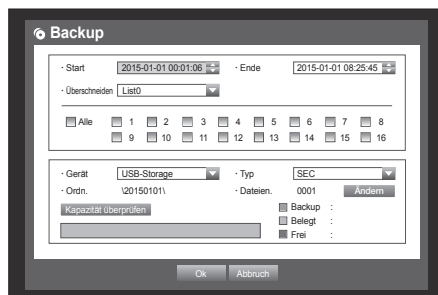 Backup
· Start 2015-01-01 00:01:06 · Ende 2015-01-01 08:25:45
· Überschneiden List0
Alle 1 2 3 4 5 6 7 8
9 10 11 12 13 14 15 16
· Gerät USB-Storage · Typ SEC
· Ordn. \20150101\ · Dateien. 0001 Ändern
Kapazität überprüfen Backup :
Belegt :
Frei :
Ok Abbruch